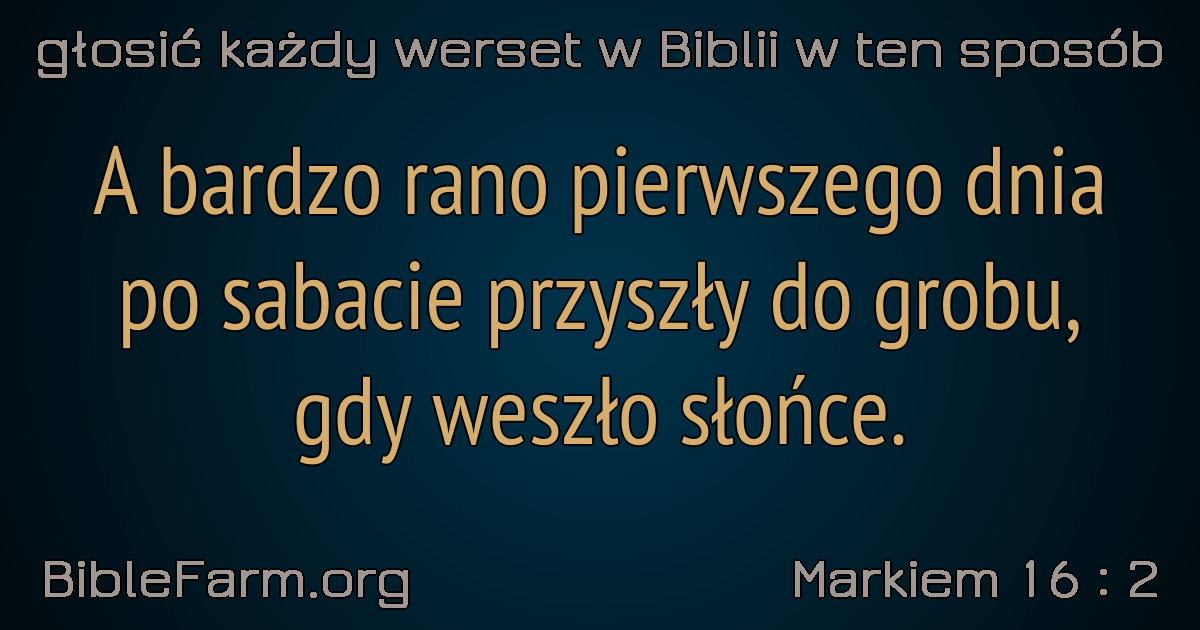 głosić każdy werset w Biblii w ten sposób
A bardzo rano pierwszego dnia
po sabacie przyszły do grobu,
gdy weszło słońce.
BibleFarm.org
Markiem 16 : 2